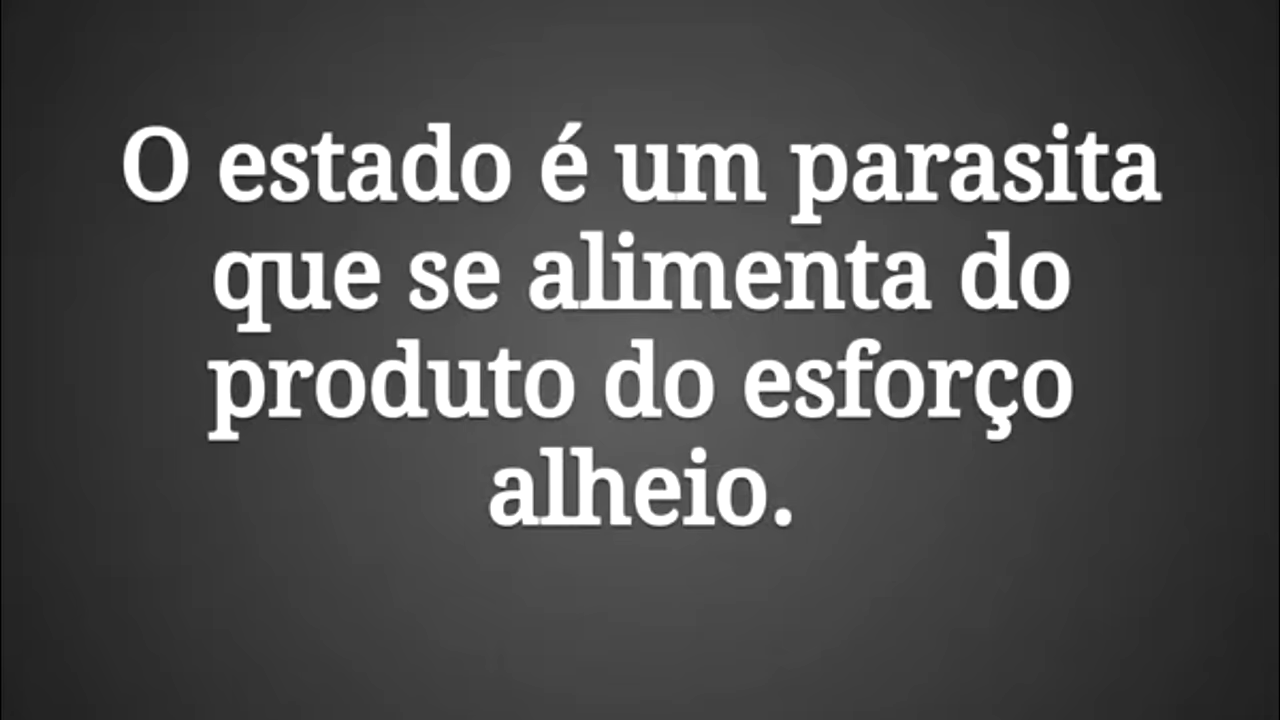 O estado é um parasita
que se alimenta do
produto do esforço
alheio.